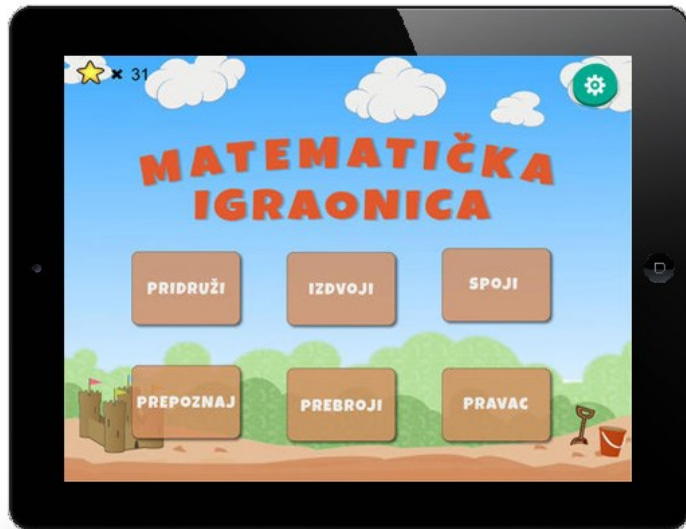 × 31
MATEMATIČKA
IGRAONICA
PRIDRUŽI
IZDVOJI
SPOJI
PREPOZNAJ
PREBROJI
PRAVAC